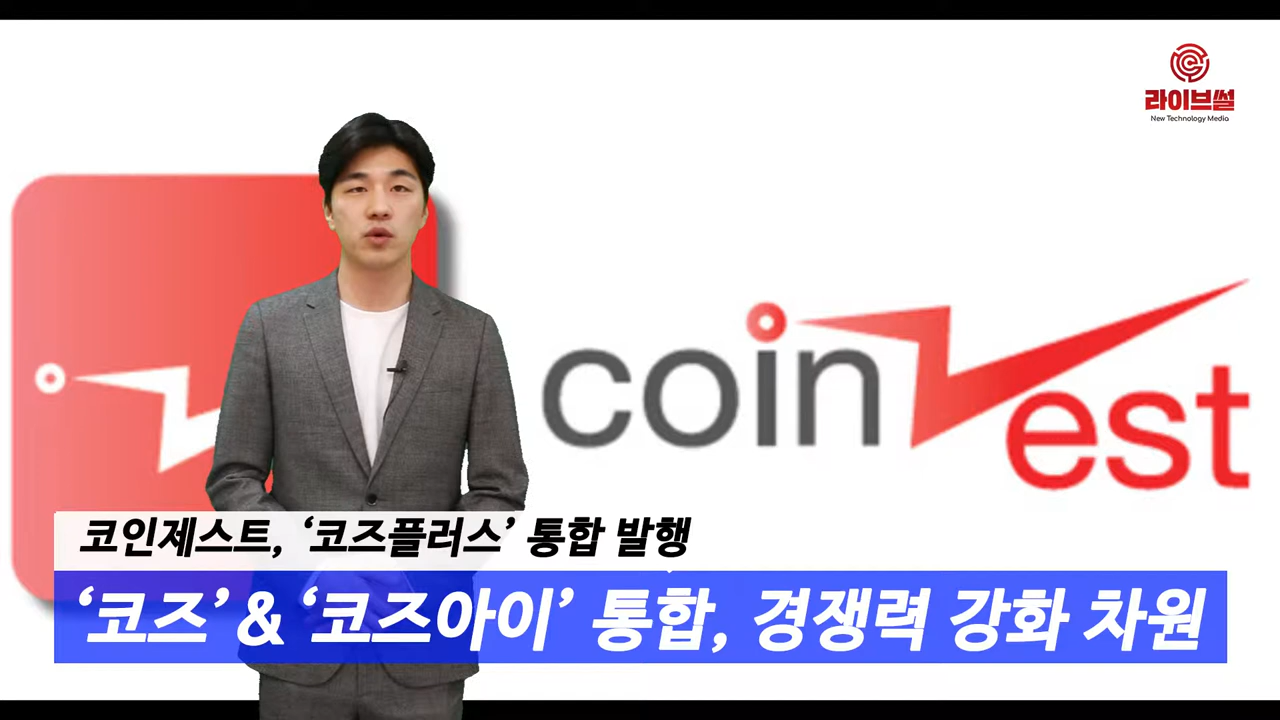 라이브썰
New Technology Media
coinZest
코인제스트, ‘코즈플러스’ 통합 발행
‘코즈’ & ‘코즈아이’ 통합, 경쟁력 강화 차원